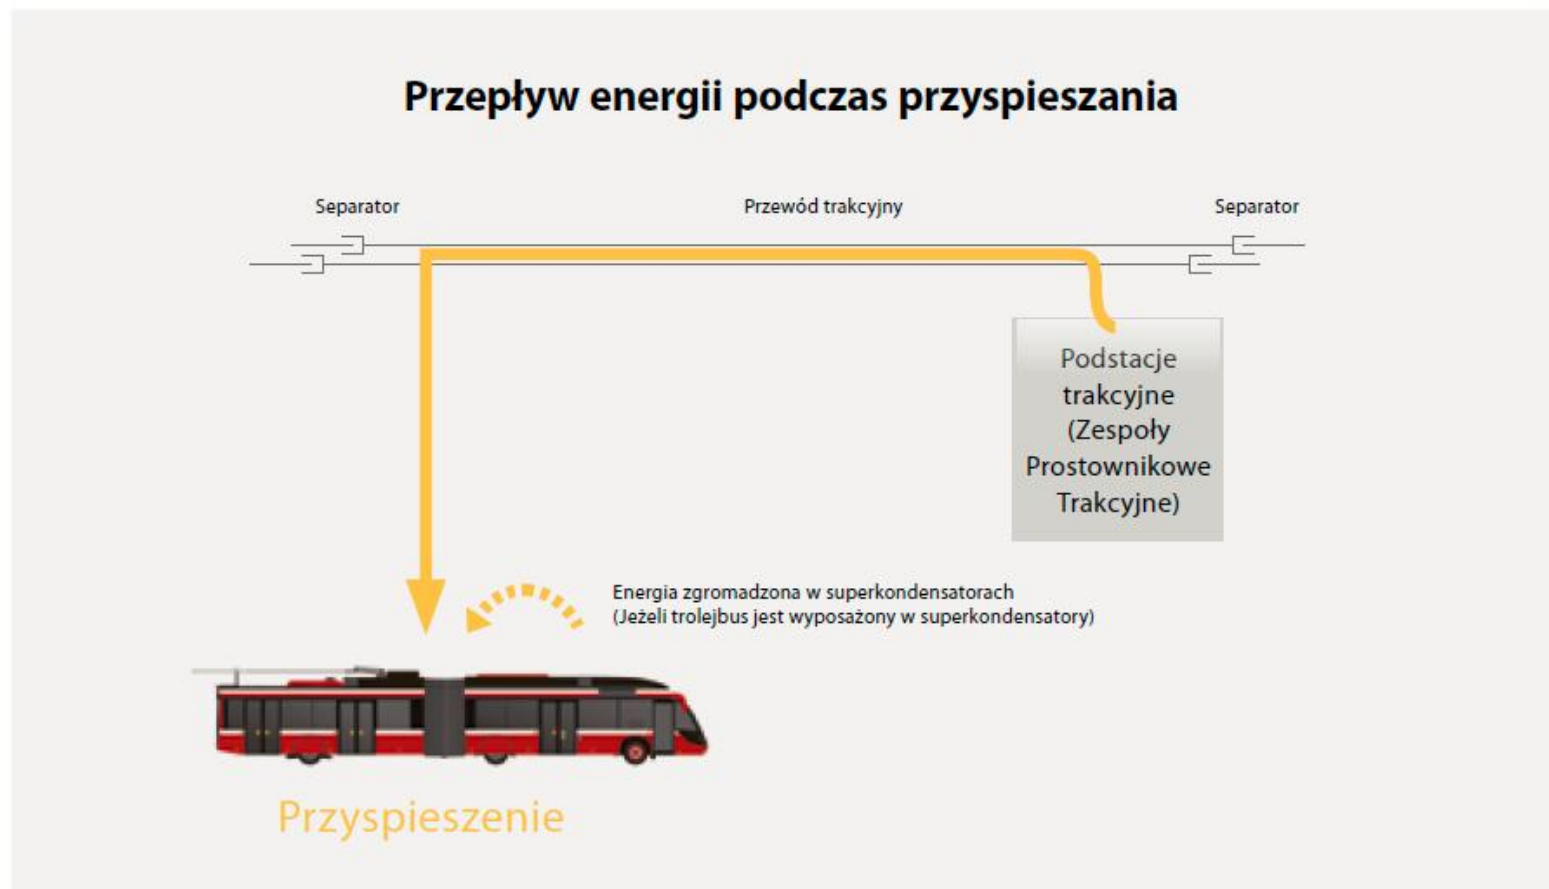 Przepływ energii podczas przyspieszania
Separator
Przewód trakcyjny
Separator
Podstacje
trakcyjne
(Zespoły
Prostownikowe
Trakcyjne)
Energia zgromadzona w superkondensatorach
(Jeżeli trolejbus jest wyposażony w superkondensatory)
Przyspieszenie